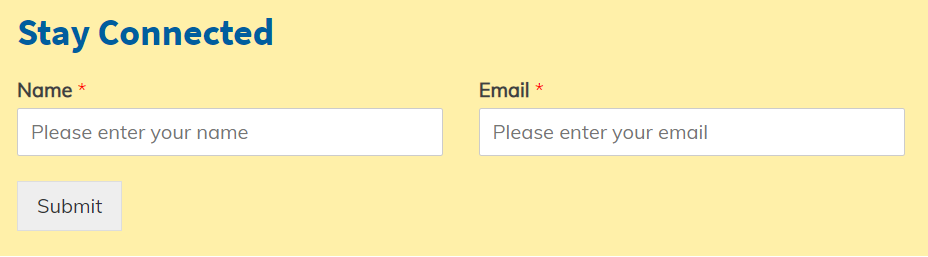 Stay Connected
Name * Email *
Please enter your name Please enter your email
Submit